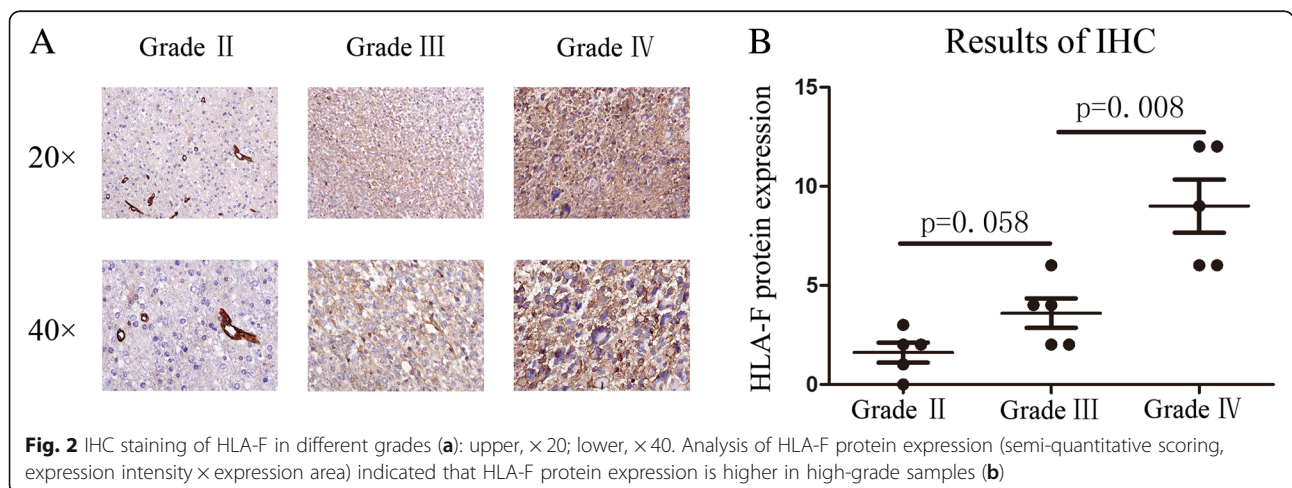 A
Grade Ⅱ Grade Ⅲ Grade Ⅳ
20×
40×
B Results of IHC
HLA-F protein expression
15
10
5
0
p=0.058
p=0.008
Grade Ⅱ Grade Ⅲ Grade Ⅳ
Fig. 2 IHC staining of HLA-F in different grades (a): upper, × 20; lower, × 40. Analysis of HLA-F protein expression (semi-quantitative scoring,
expression intensity × expression area) indicated that HLA-F protein expression is higher in high-grade samples (b)